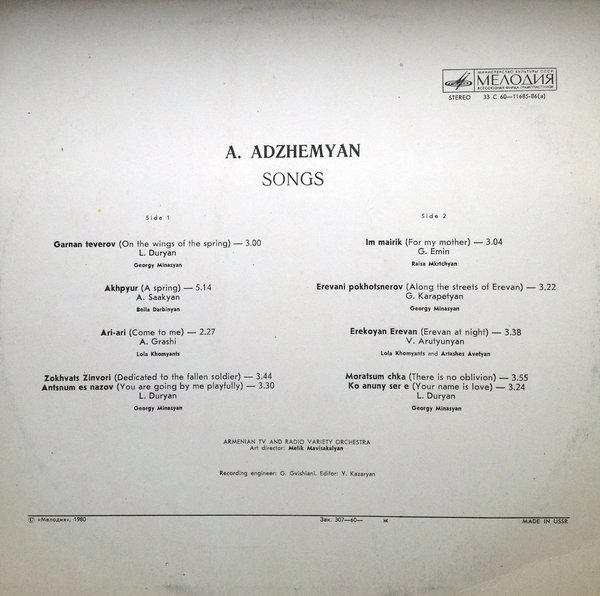 МИНИСТЕРСТВО КУЛЬТУРЫ СССР
МЕЛОДИЯ
ВСЕСОЮЗНАЯ ФИРМА ГРАМПЛАСТИНОК
STEREO 33 С 60—11685-86(a)
A. ADZHEMYAN
SONGS
Side 1
Garnan teverov (On the wings of the spring) — 3.00
L. Duryan
Georgy Minasyan
Akhpyur (A spring) — 5.14
A. Saakyan
Bella Darbinyan
Ari-ari (Come to me) — 2.27
A. Grashi
Lola Khomyants
Zokhvats Zinvori (Dedicated to the fallen soldier) — 3.44
Antsnum es nazov (You are going by me playfully) — 3.30
L. Duryan
Georgy Minasyan
Side 2
Im mairik (For my mother) — 3.04
G. Emin
Raisa Mkrtchyan
Erevani pokhotsnerov (Along the streets of Erevan) — 3.22
G. Karapetyan
Georgy Minasyan
Erekoyan Erevan (Erevan at night) — 3.38
V. Arutyunyan
Lola Khomyants and Artashes Avetyan
Moratsum chka (There is no oblivion) — 3.55
Ko anuny ser e (Your name is love) — 3.24
L. Duryan
Georgy Minasyan
ARMENIAN TV AND RADIO VARIETY ORCHESTRA
Art director: Melik Mavisakalyan
Recording engineer: G. Gvishiani. Editor: Y. Kazaryan
© «Мелодия», 1980 Зак. 307—60— MADE IN USSR